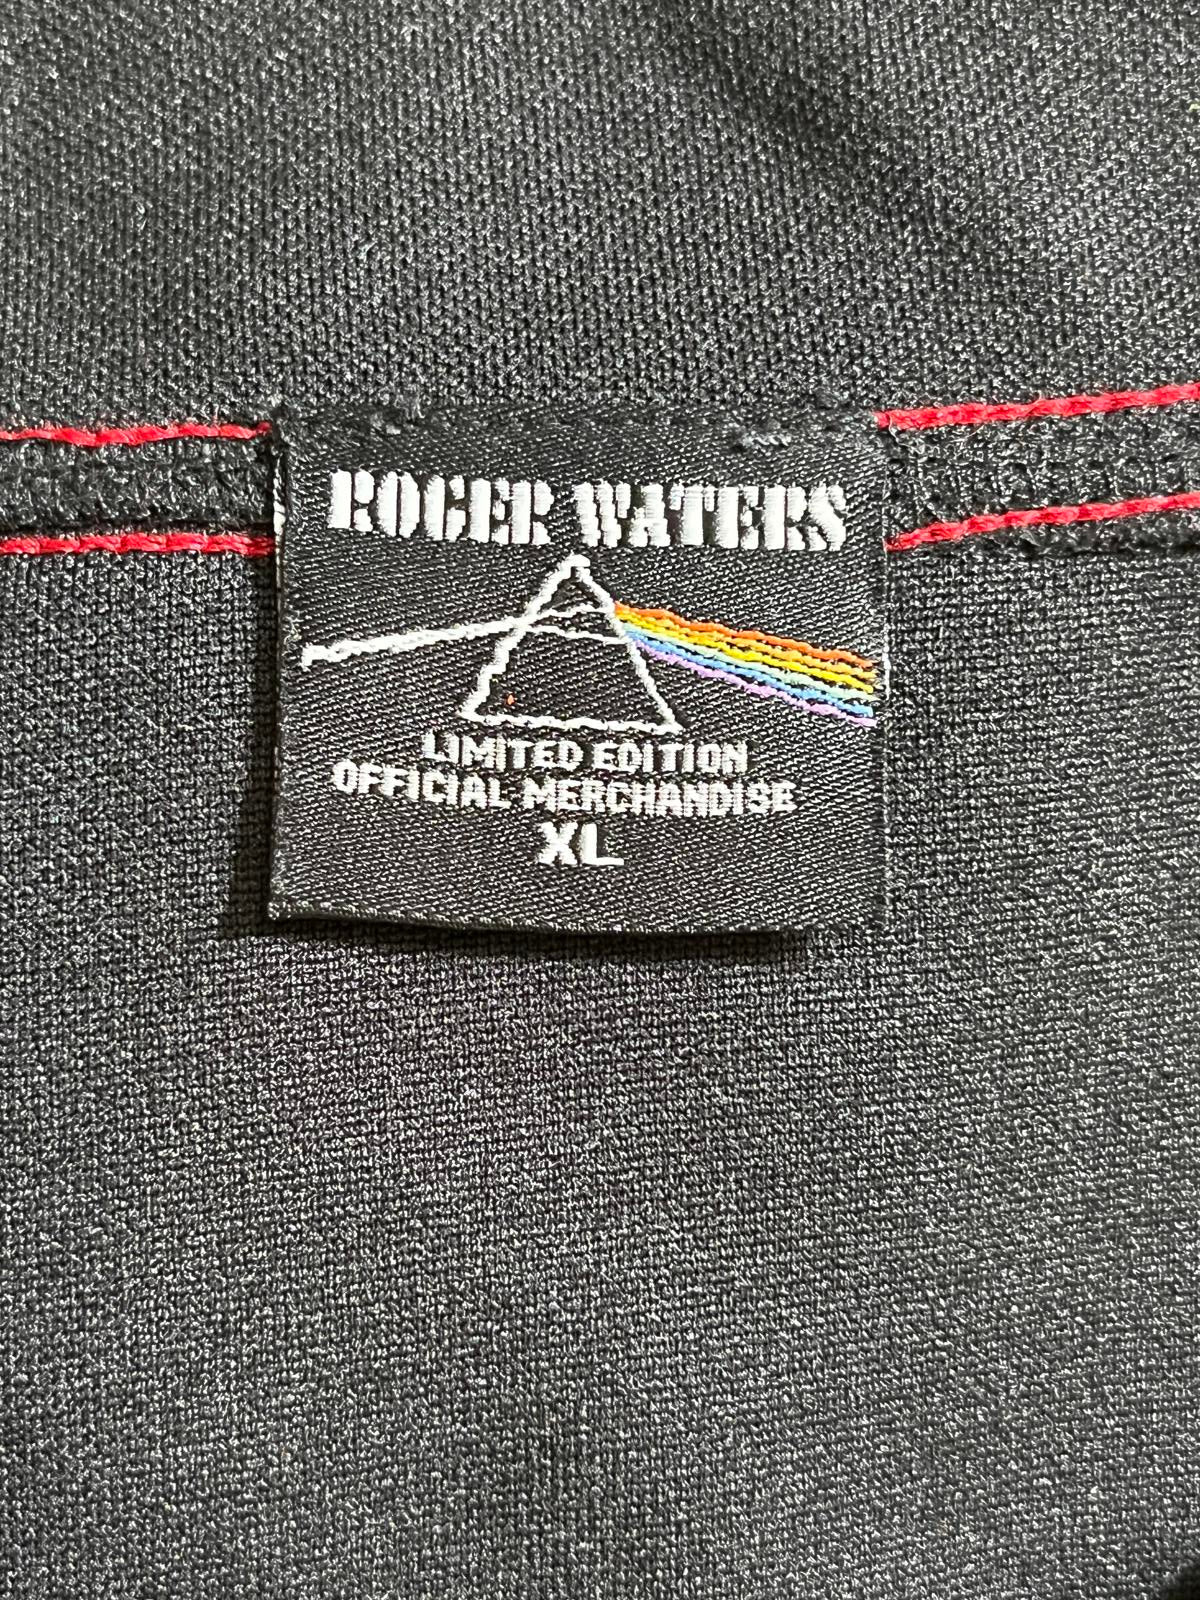 ROGER WATERS
LIMITED EDITION
OFFICIAL MERCHANDISE
XL